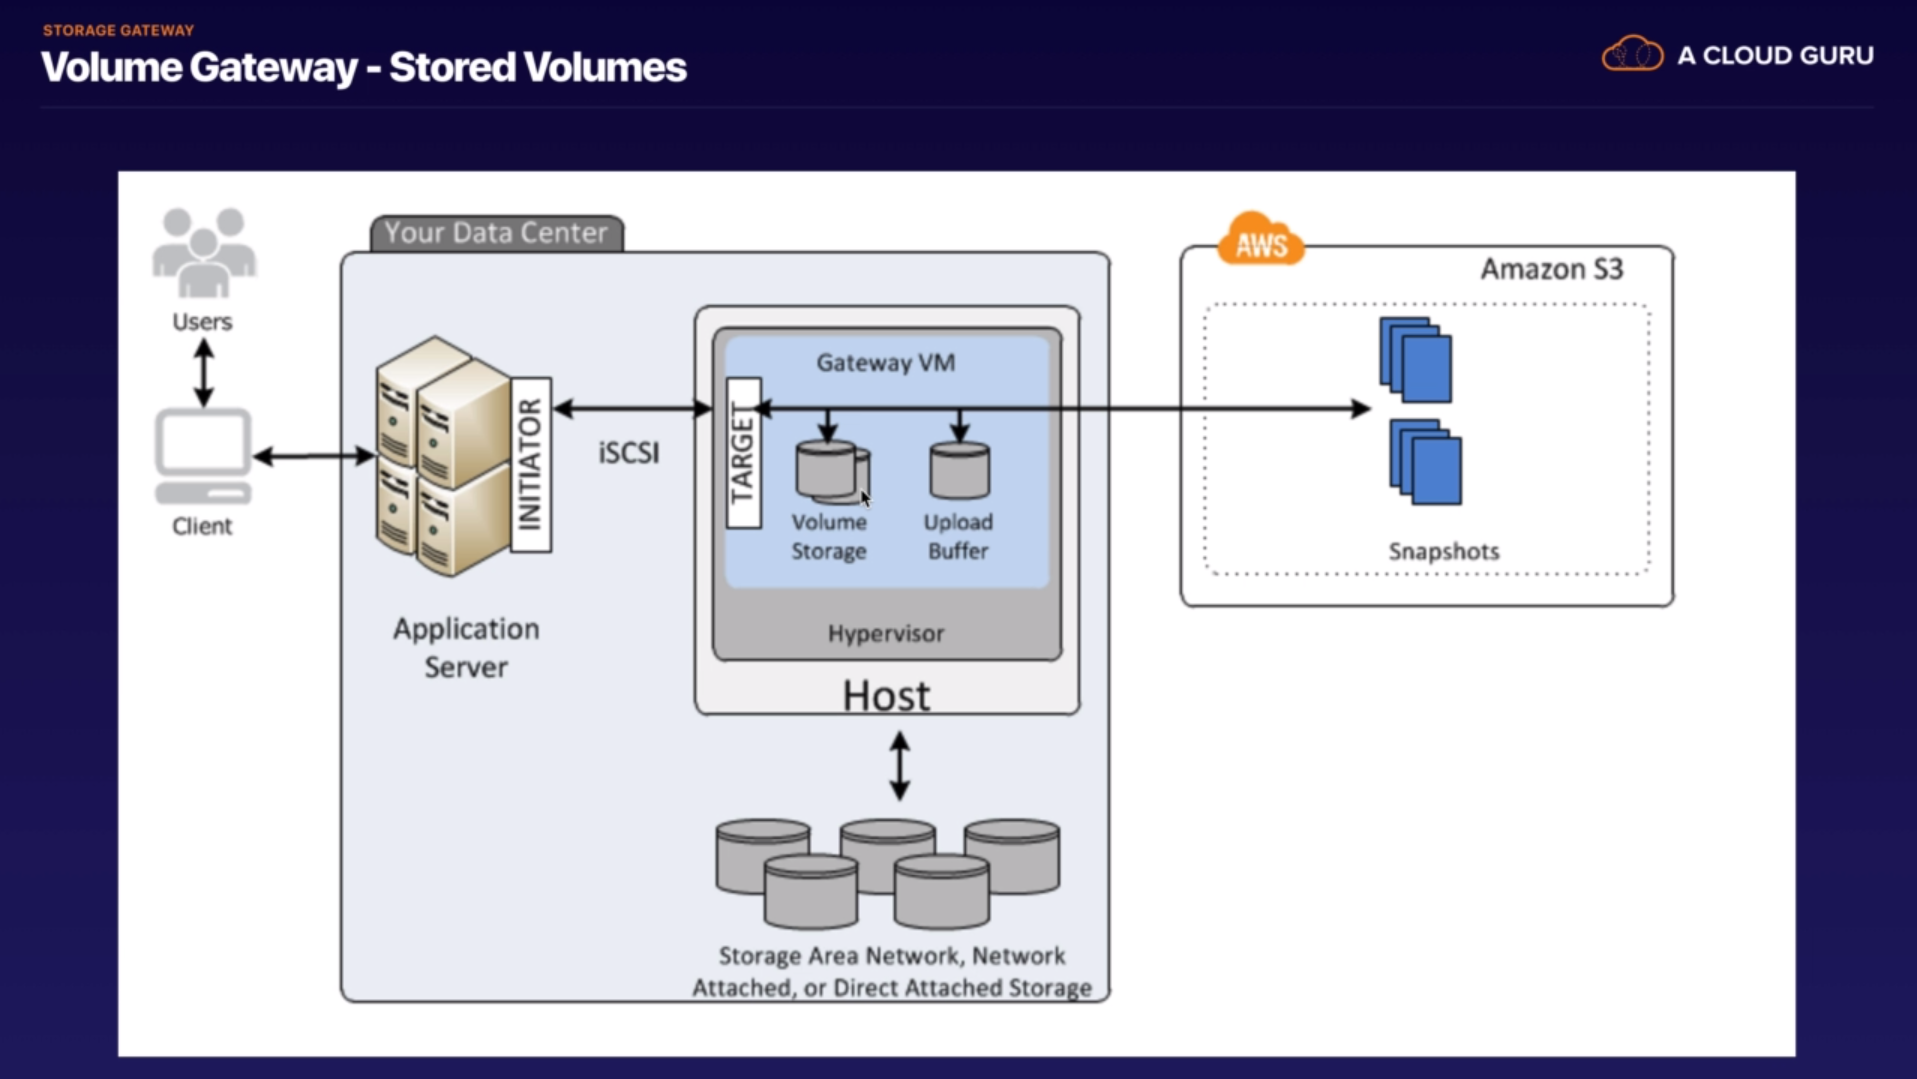 STORAGE GATEWAY
Volume Gateway - Stored Volumes
A CLOUD GURU
Your Data Center
AWS
Amazon S3
Users
Gateway VM
INITIATOR
iSCSI
TARGET
Client
Volume
Storage
Upload
Buffer
Snapshots
Application
Server
Hypervisor
Host
Storage Area Network, Network
Attached, or Direct Attached Storage